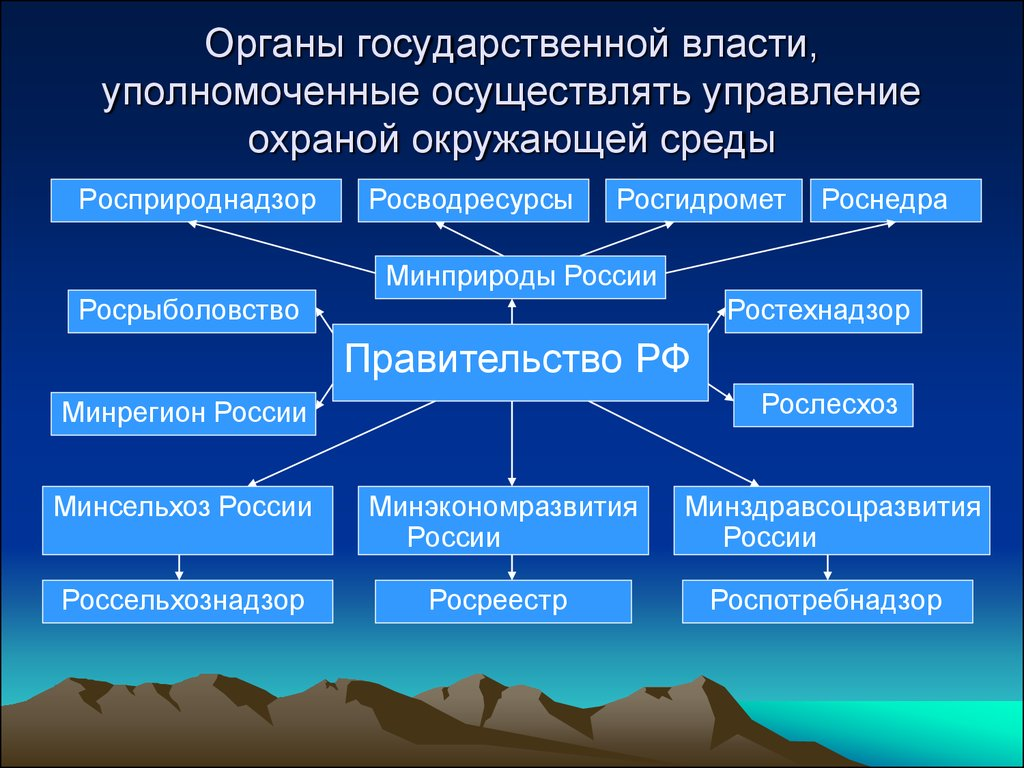 Органы государственной власти,
уполномоченные осуществлять управление
охраной окружающей среды
Росприроднадзор
Росводресурсы
Росгидромет
Роснедра
Минприроды России
Росрыболовство
Ростехнадзор
Правительство РФ
Минрегион России
Рослесхоз
Минсельхоз России
Минэкономразвития
России
Минздравсоцразвития
России
Россельхознадзор
Росреестр
Роспотребнадзор